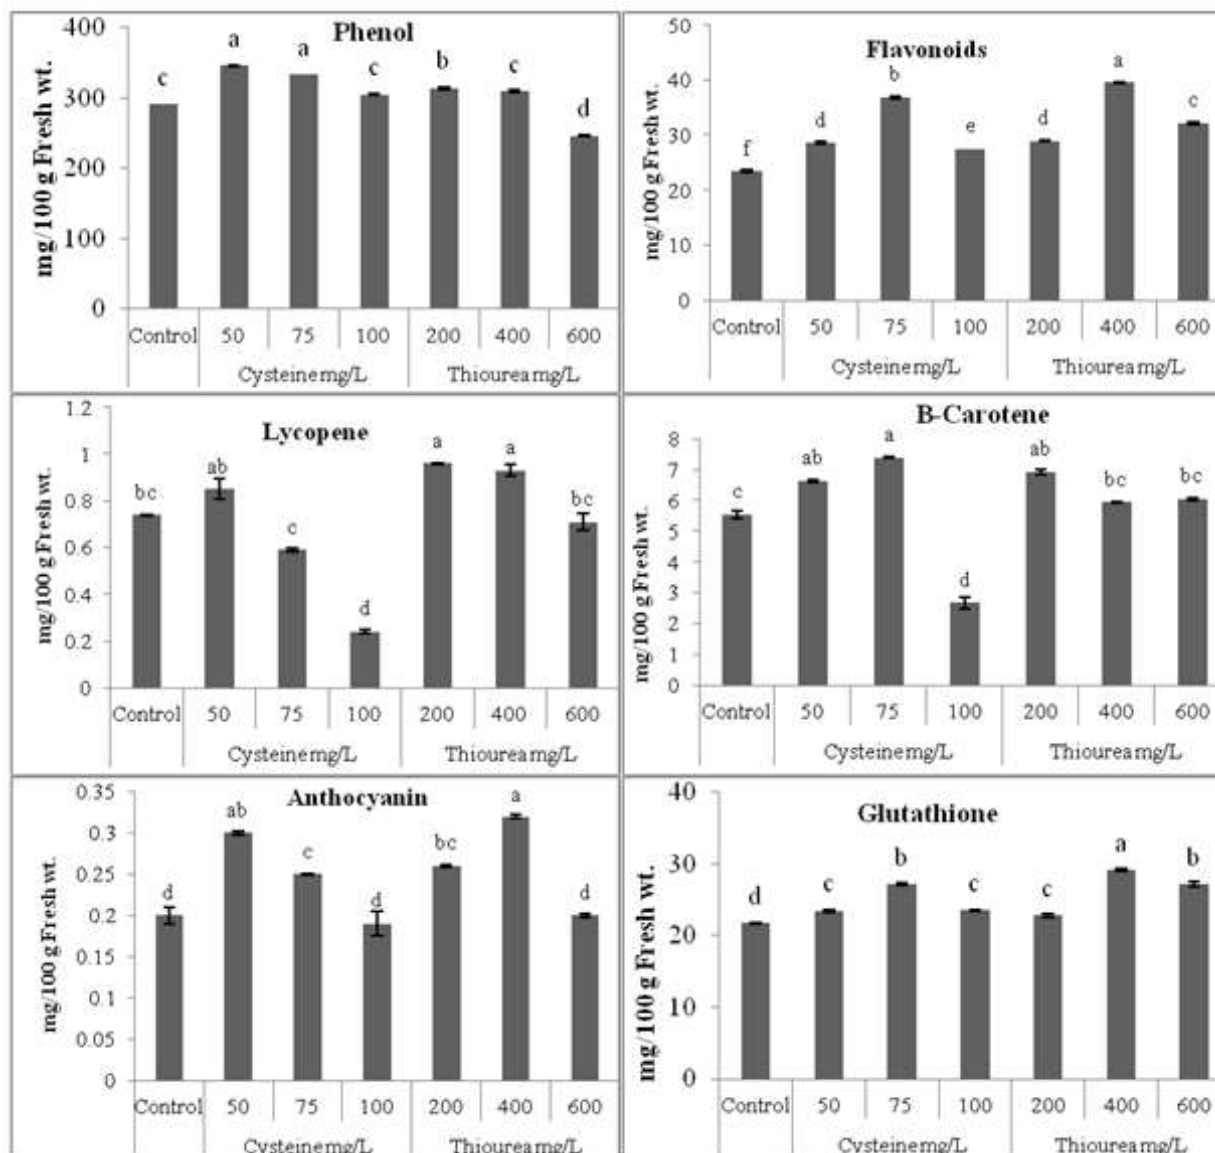 Phenol
mg/100 g Fresh wt.
400
300
200
100
0
c a a c b c d
Control 50 75 100 200 400 600
Cysteine mg/L Thiourea mg/L
Flavonoids
mg/100 g Fresh wt.
50
40
30
20
10
0
f d b e d a c
Control 50 75 100 200 400 600
Cysteine mg/L Thiourea mg/L
Lycopene
mg/100 g Fresh wt.
1.2
1
0.8
0.6
0.4
0.2
0
bc ab c d a a bc
Control 50 75 100 200 400 600
Cysteine mg/L Thiourea mg/L
B-Carotene
mg/100 g Fresh wt.
8
7
6
5
4
3
2
1
0
c ab a d ab bc bc
Control 50 75 100 200 400 600
Cysteine mg/L Thiourea mg/L
Anthocyanin
mg/100 g Fresh wt.
0.35
0.3
0.25
0.2
0.15
0.1
0.05
0
d ab c d bc a d
Control 50 75 100 200 400 600
Cysteine mg/L Thiourea mg/L
Glutathione
mg/100 g Fresh wt.
40
30
20
10
0
d c b c c a b
Control 50 75 100 200 400 600
Cysteine mg/L Thiourea mg/L